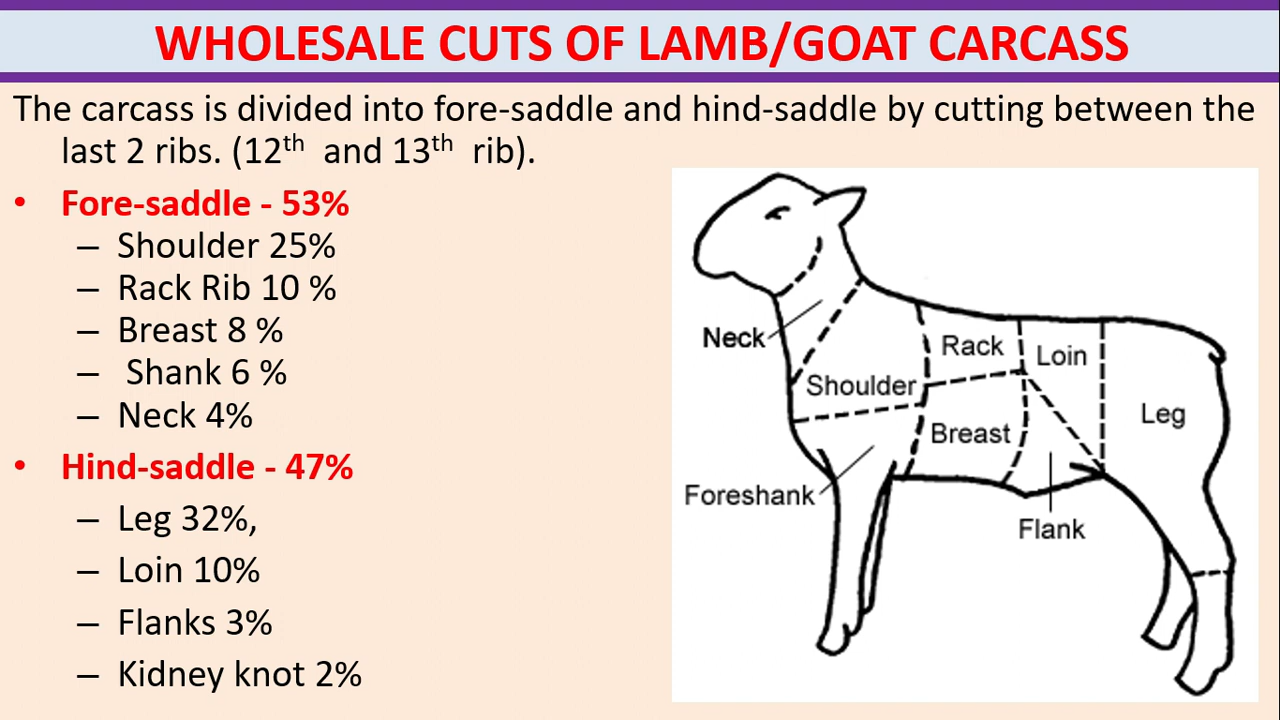 WHOLESALE CUTS OF LAMB/GOAT CARCASS
The carcass is divided into fore-saddle and hind-saddle by cutting between the
last 2 ribs. (12th and 13th rib).
• Fore-saddle - 53%
– Shoulder 25%
– Rack Rib 10 %
– Breast 8 %
– Shank 6 %
– Neck 4%
• Hind-saddle - 47%
– Leg 32%,
– Loin 10%
– Flanks 3%
– Kidney knot 2%
Neck
Rack
Loin
Shoulder
Leg
Breast
Foreshank
Flank